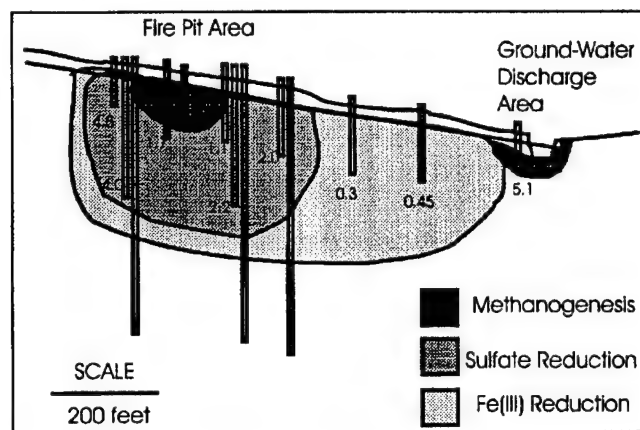 Fire Pit Area
Ground-Water
Discharge
Area
4.8
2.0
0.3
0.45
5.1
Methanogenesis
Sulfate Reduction
Fe(III) Reduction
SCALE
200 feet